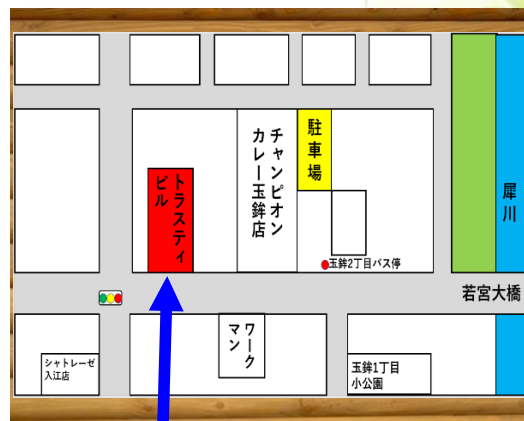 駐車場
チャンピオン
カレー玉鉾店
トラスティ
ビル
犀川
玉鉾2丁目バス停
若宮大橋
ワーク
マン
シャトレーゼ
入江店
玉鉾1丁目
小公園